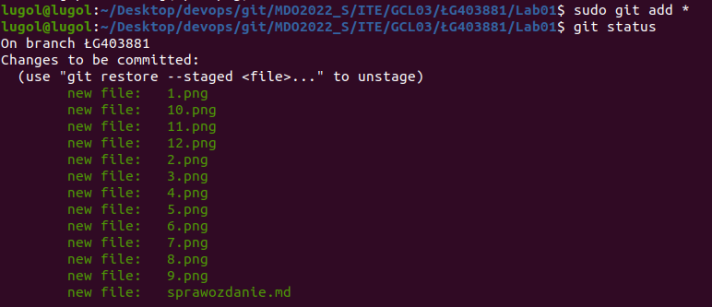 lugol@lugol:~/Desktop/devops/git/MDO2022_S/ITE/GCL03/ŁG403881/Lab01$ sudo git add *
lugol@lugol:~/Desktop/devops/git/MDO2022_S/ITE/GCL03/ŁG403881/Lab01$ git status
On branch ŁG403881
Changes to be committed:
  (use "git restore --staged <file>..." to unstage)
        new file:   1.png
        new file:   10.png
        new file:   11.png
        new file:   12.png
        new file:   2.png
        new file:   3.png
        new file:   4.png
        new file:   5.png
        new file:   6.png
        new file:   7.png
        new file:   8.png
        new file:   9.png
        new file:   sprawozdanie.md